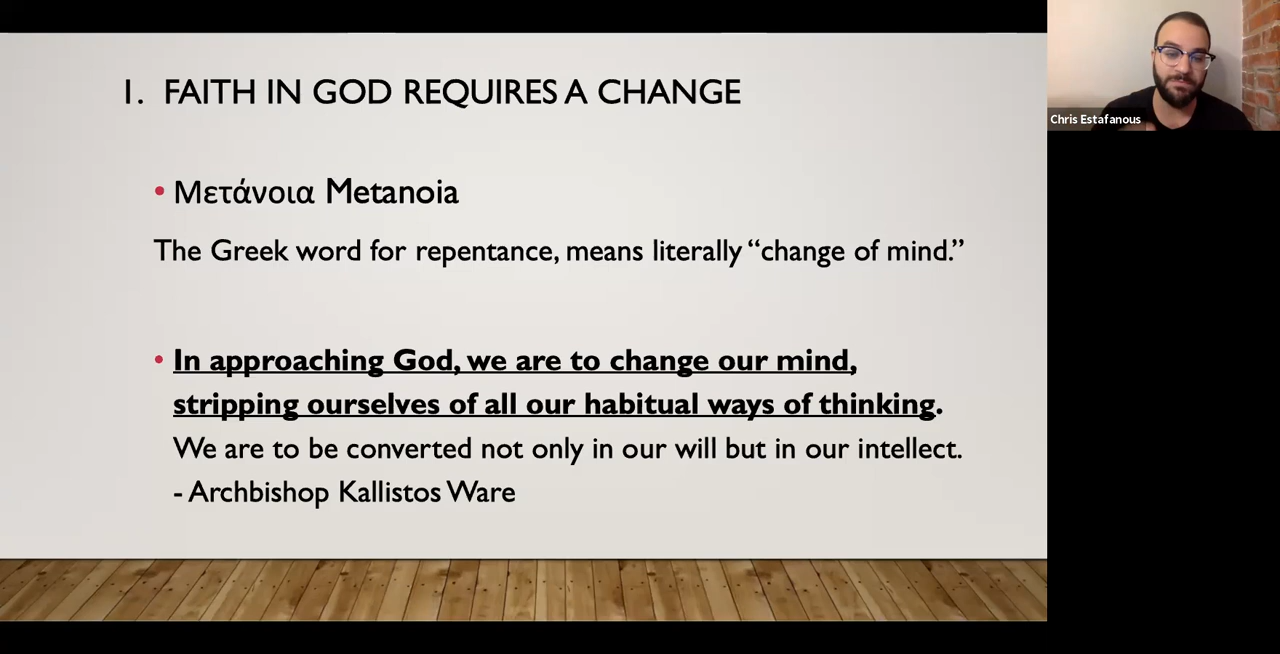 1. FAITH IN GOD REQUIRES A CHANGE
• Μετάνοια Metanoia
The Greek word for repentance, means literally “change of mind.”
• In approaching God, we are to change our mind,
stripping ourselves of all our habitual ways of thinking.
We are to be converted not only in our will but in our intellect.
- Archbishop Kallistos Ware
Chris Estafanous